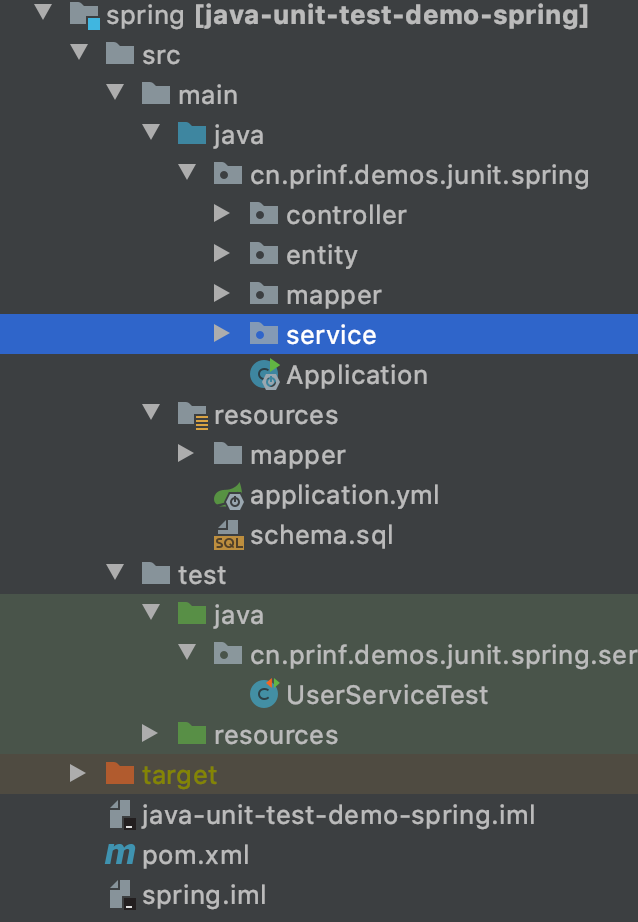 spring [java-unit-test-demo-spring]
src
main
java
cn.prinf.demos.junit.spring
controller
entity
mapper
service
Application
resources
mapper
application.yml
SQL schema.sql
test
java
cn.prinf.demos.junit.spring.ser
C UserServiceTest
resources
target
java-unit-test-demo-spring.iml
m pom.xml
spring.iml